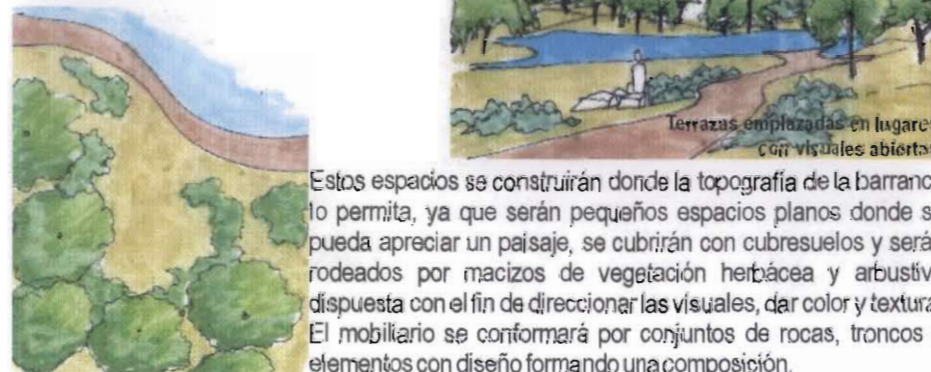 Terrazas emplazadas en lugare
con visuales abierta
Estos espacios se construirán donde la topografía de la barranc
lo permita, ya que serán pequeños espacios planos donde s
pueda apreciar un paisaje, se cubrirán con cubresuelos y será
rodeados por macizos de vegetación herbácea y arbustiv
dispuesta con el fin de direccionar las visuales, dar color y textura
El mobiliario se conformará por conjuntos de rocas, troncos
elementos con diseño formando una composición.